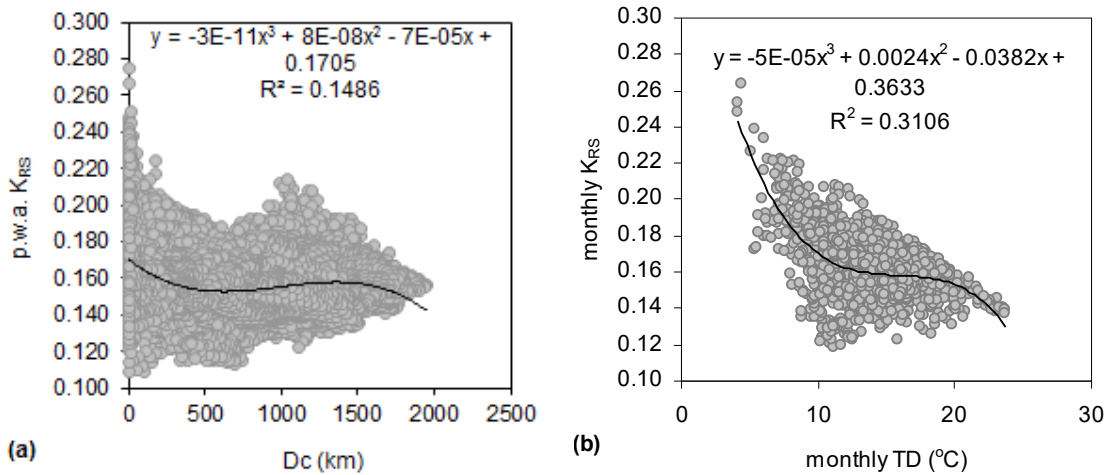 0.300
0.280
0.260
0.240
0.220
0.200
0.180
0.160
0.140
0.120
0.100
p.w.a. K_RS
y = -3E-11x³ + 8E-08x² - 7E-05x +
0.1705
R² = 0.1486
0 500 1000 1500 2000 2500
(a)
Dc (km)
0.30
0.26
0.24
0.22
0.20
0.18
0.16
0.14
0.12
0.10
monthly K_RS
y = -5E-05x³ + 0.0024x² - 0.0382x +
0.3633
R² = 0.3106
0 10 20 30
(b)
monthly TD (°C)